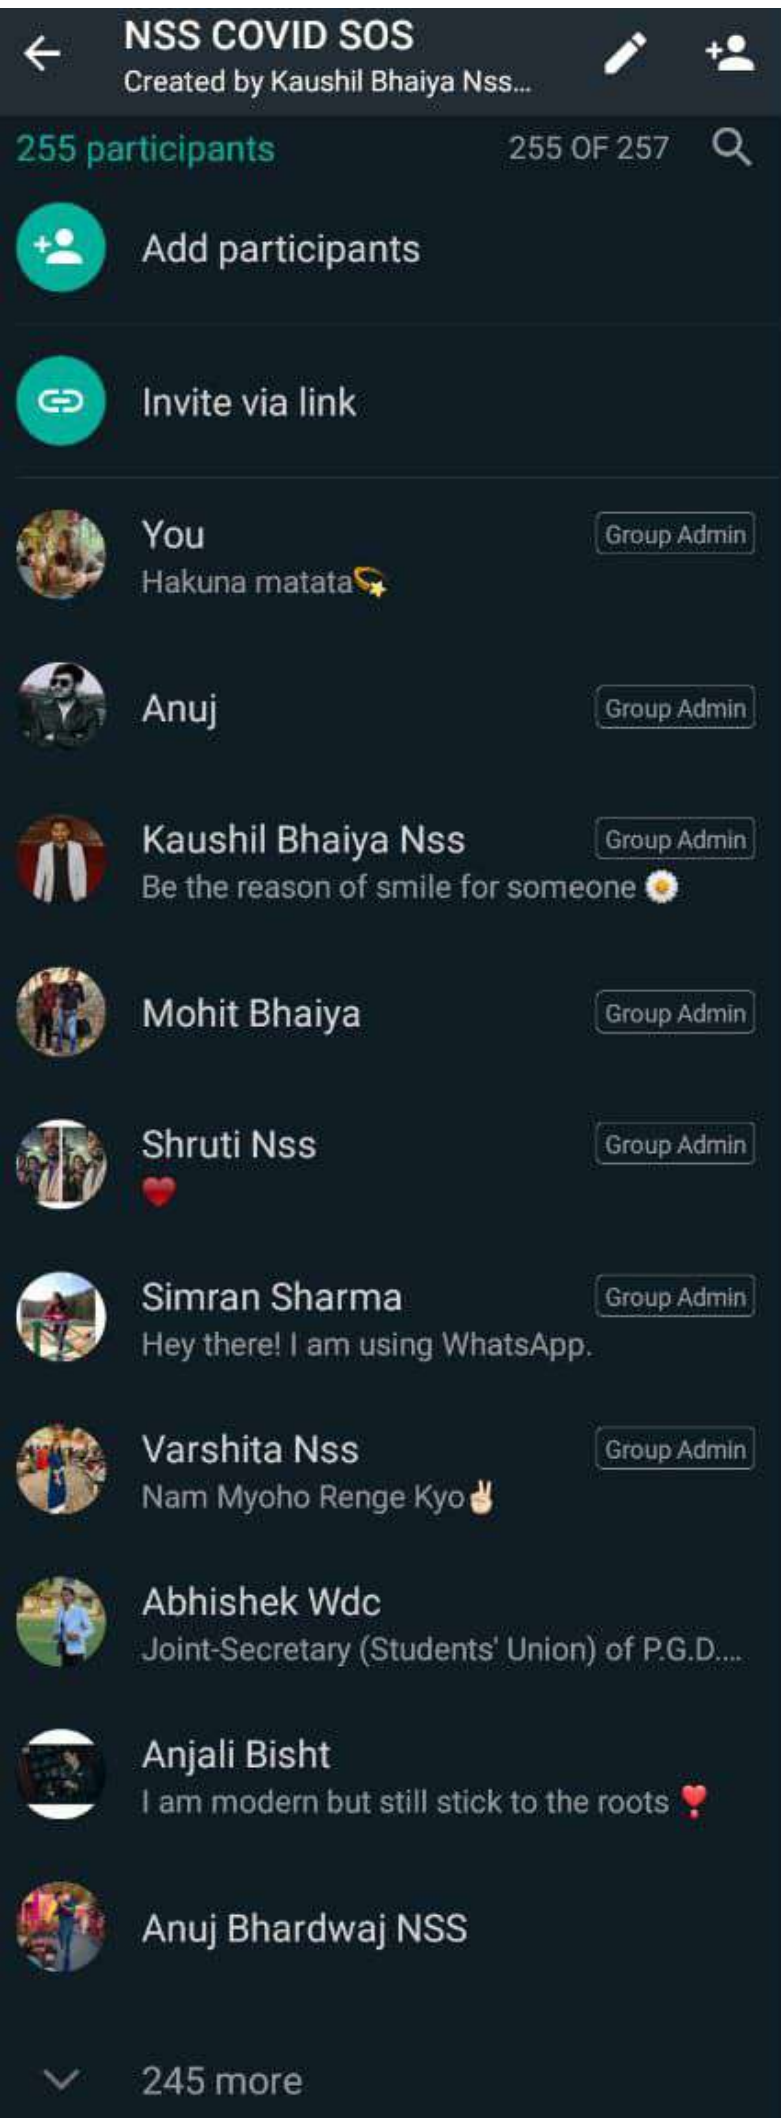 NSS COVID SOS
Created by Kaushil Bhaiya Nss...
255 participants
255 OF 257
Add participants
Invite via link
You
Group Admin
Hakuna matata💫
Anuj
Group Admin
Kaushil Bhaiya Nss
Group Admin
Be the reason of smile for someone 🌼
Mohit Bhaiya
Group Admin
Shruti Nss
Group Admin
❤️
Simran Sharma
Group Admin
Hey there! I am using WhatsApp.
Varshita Nss
Group Admin
Nam Myoho Renge Kyo✌🏻
Abhishek Wdc
Joint-Secretary (Students' Union) of P.G.D....
Anjali Bisht
I am modern but still stick to the roots ❣️
Anuj Bhardwaj NSS
245 more